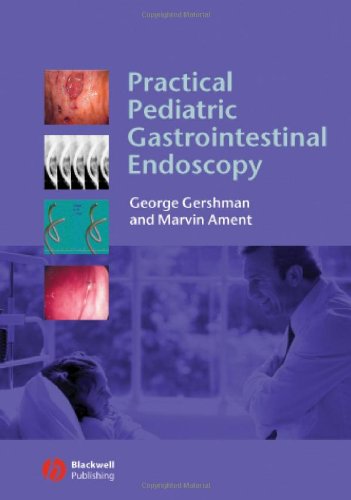 Practical
Pediatric
Gastrointestinal
Endoscopy
George Gershman
and Marvin Ament
Blackwell
Publishing